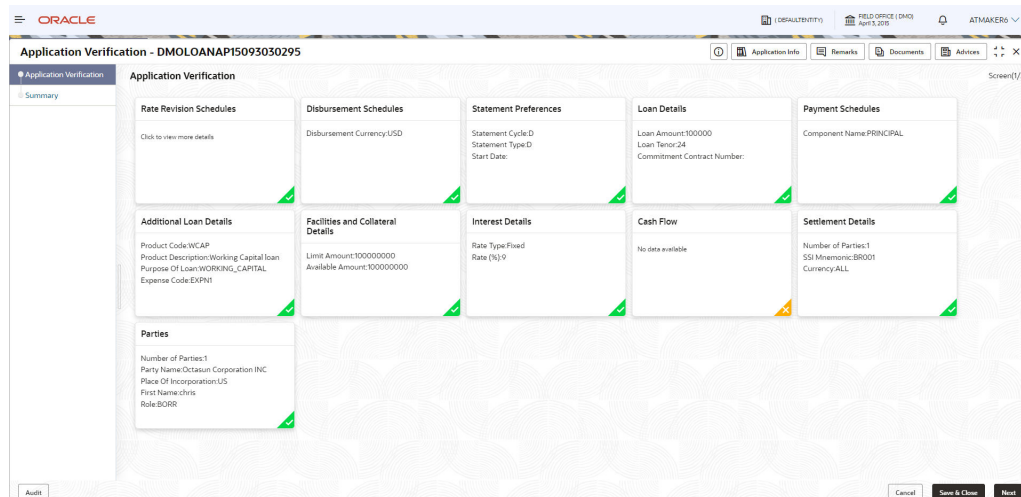 ORACLE
( DEFAULTENTITY)
FIELD OFFICE ( DMO)
April 3, 2015
ATMAKER6
Application Verification - DMOLOANAP15093030295
Application Info
Remarks
Documents
Advices
Application Verification
Summary
Application Verification
Screen(1/
Rate Revision Schedules
Click to view more details
Disbursement Schedules
Disbursement Currency:USD
Statement Preferences
Statement Cycle:D
Statement Type:D
Start Date:
Loan Details
Loan Amount:100000
Loan Tenor:24
Commitment Contract Number:
Payment Schedules
Component Name:PRINCIPAL
Additional Loan Details
Product Code:WCAP
Product Description:Working Capital loan
Purpose Of Loan:WORKING_CAPITAL
Expense Code:EXPN1
Facilities and Collateral
Details
Limit Amount:100000000
Available Amount:100000000
Interest Details
Rate Type:Fixed
Rate (%):9
Cash Flow
No data available
Settlement Details
Number of Parties:1
SSI Mnemonic:BR001
Currency:ALL
Parties
Number of Parties:1
Party Name:Octasun Corporation INC
Place Of Incorporation:US
First Name:chris
Role:BORR
Audit
Cancel
Save & Close
Next